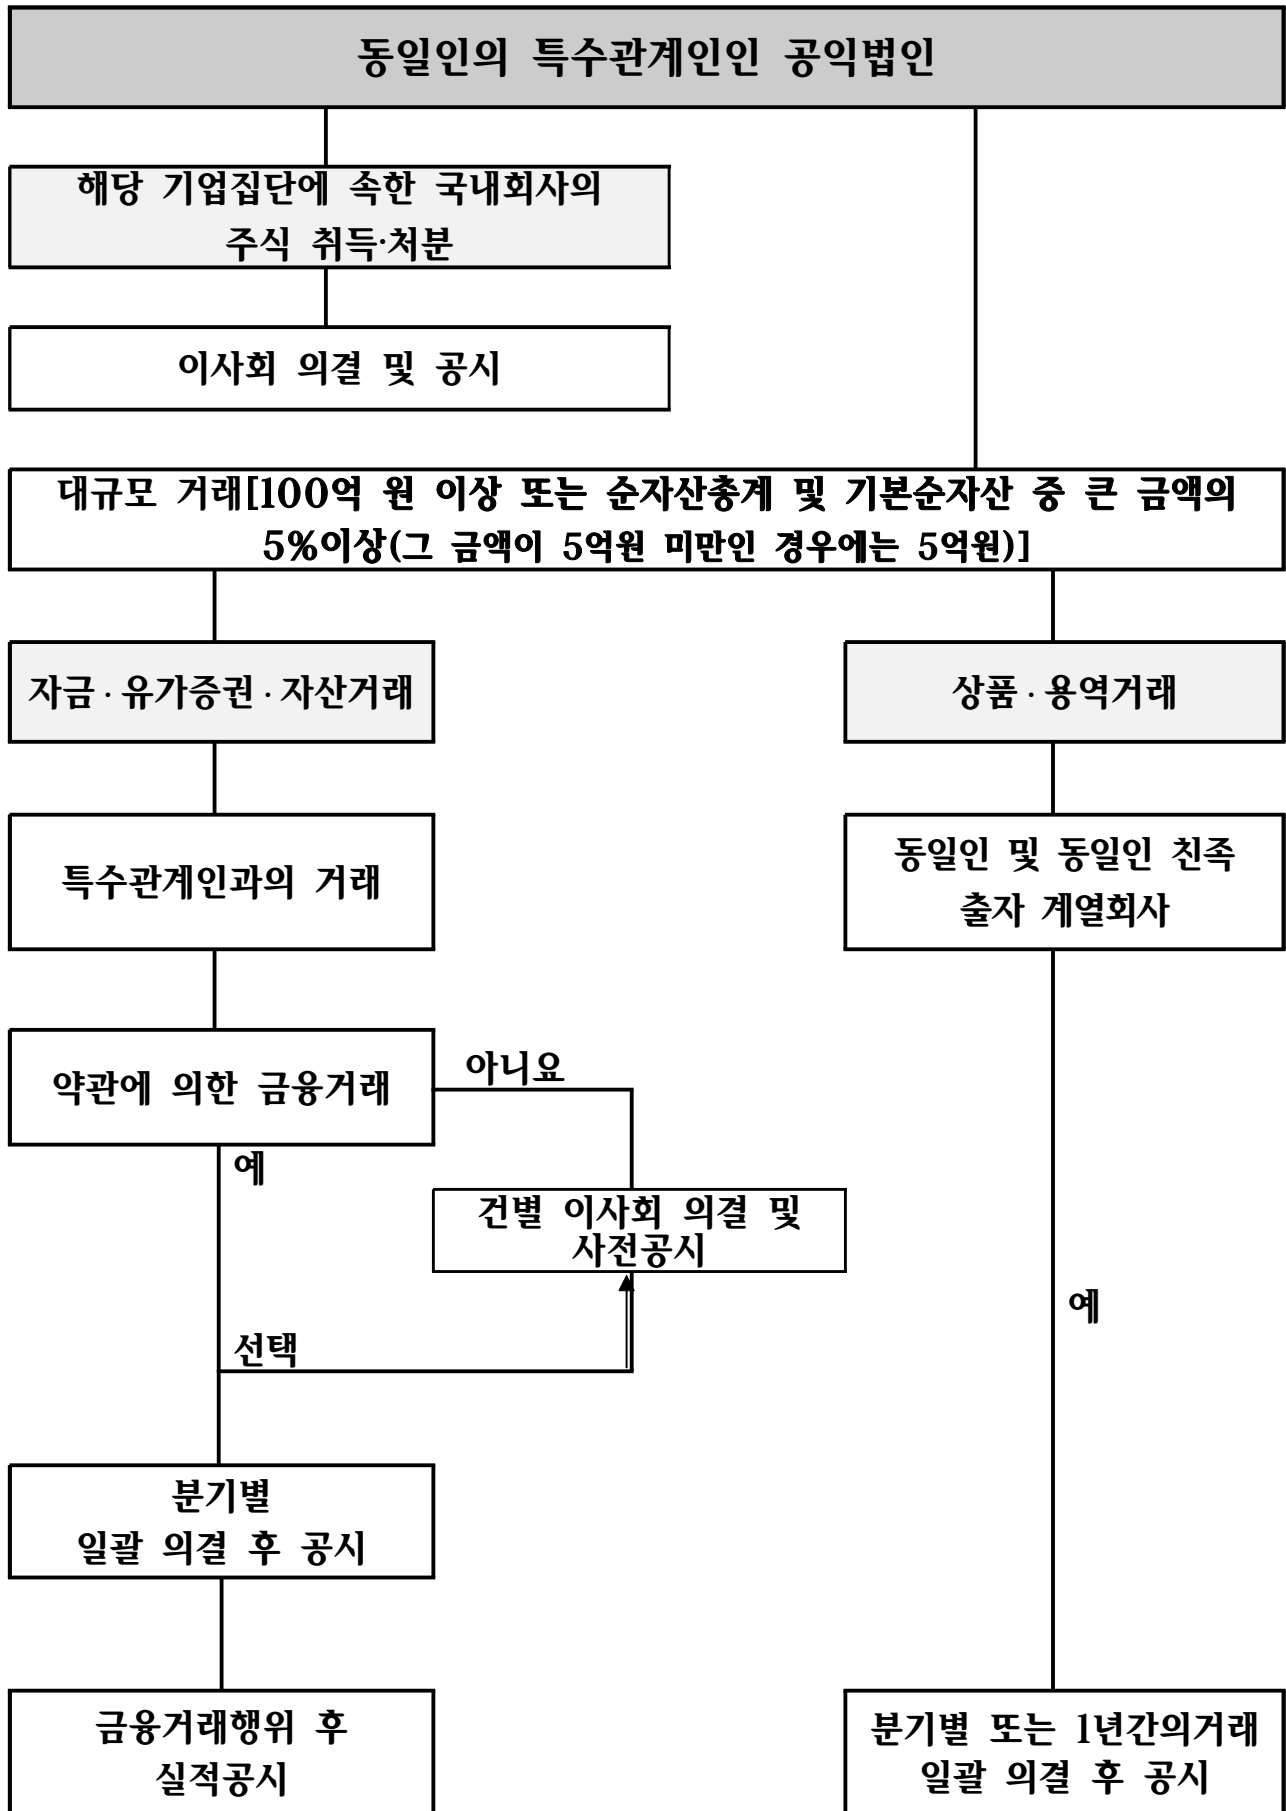 동일인의 특수관계인인 공익법인
해당 기업집단에 속한 국내회사의
주식 취득·처분
이사회 의결 및 공시
대규모 거래[100억 원 이상 또는 순자산총계 및 기본순자산 중 큰 금액의
5%이상(그 금액이 5억원 미만인 경우에는 5억원)]
자금·유가증권·자산거래
상품·용역거래
특수관계인과의 거래
동일인 및 동일인 친족
출자 계열회사
약관에 의한 금융거래
아니요
예
건별 이사회 의결 및
사전공시
예
선택
분기별
일괄 의결 후 공시
금융거래행위 후
실적공시
분기별 또는 1년간의거래
일괄 의결 후 공시